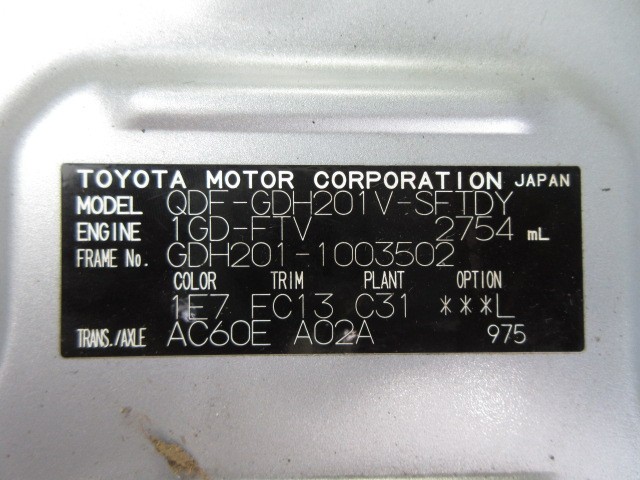 TOYOTA MOTOR CORPORATION JAPAN
MODEL QDF-GDH201V-SFTDY
ENGINE 1GD-FTV 2754 mL
FRAME No. GDH201-1003502
COLOR TRIM PLANT OPTION
1E7 FC13 C31 ***L
TRANS./AXLE AC60E A02A 975